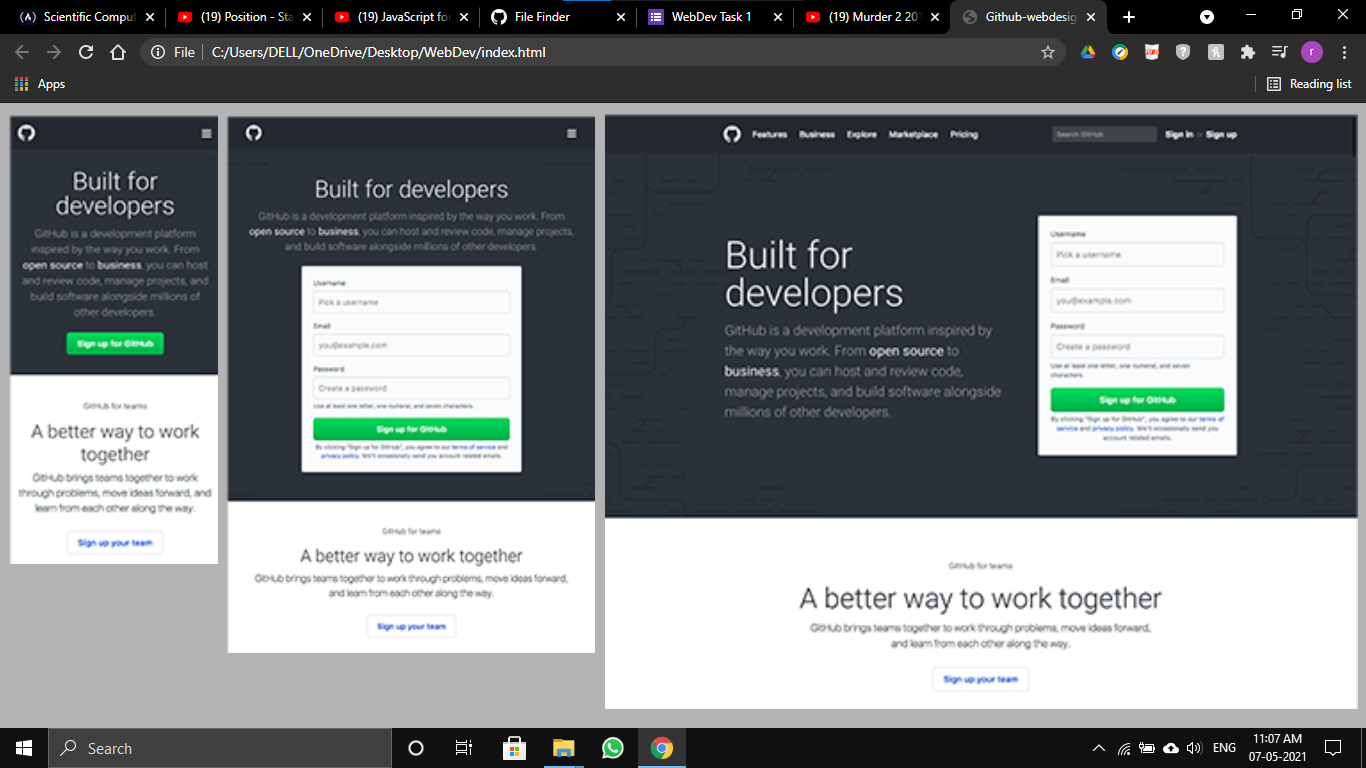 Scientific Comput
(19) Position - Sta
(19) JavaScript for
File Finder
WebDev Task 1
(19) Murder 2 201
Github-webdesig
File
C:/Users/DELL/OneDrive/Desktop/WebDev/index.html
Apps
Reading list
Built for
developers
GitHub is a development platform
inspired by the way you work. From
open source to business, you can host
and review code, manage projects, and
build software alongside millions of
other developers.
Sign up for GitHub
GitHub for teams
A better way to work
together
GitHub brings teams together to work
through problems, move ideas forward, and
learn from each other along the way.
Sign up your team
Built for developers
GitHub is a development platform inspired by the way you work. From
open source to business, you can host and review code, manage projects,
and build software alongside millions of other developers.
Username
Pick a username
Email
you@example.com
Password
Create a password
Use at least one letter, one numeral, and seven characters.
Sign up for GitHub
By clicking "Sign up for GitHub", you agree to our terms of service and
privacy policy. We'll occasionally send you account related emails.
GitHub for teams
A better way to work together
GitHub brings teams together to work through problems, move ideas forward,
and learn from each other along the way.
Sign up your team
Features Business Explore Marketplace Pricing
Search GitHub
Sign in or Sign up
Built for
developers
GitHub is a development platform inspired by
the way you work. From open source to
business, you can host and review code,
manage projects, and build software alongside
millions of other developers.
Username
Pick a username
Email
you@example.com
Password
Create a password
Use at least one letter, one numeral, and seven
characters.
Sign up for GitHub
By clicking "Sign up for GitHub", you agree to our terms of
service and privacy policy. We'll occasionally send you
account related emails.
GitHub for teams
A better way to work together
GitHub brings teams together to work through problems, move ideas forward,
and learn from each other along the way.
Sign up your team
Search
ENG
11:07 AM
07-05-2021